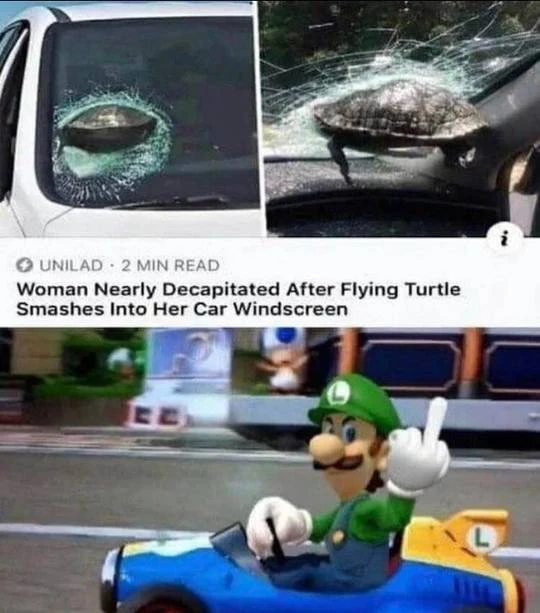 i
UNILAD · 2 MIN READ
Woman Nearly Decapitated After Flying Turtle
Smashes Into Her Car Windscreen
L
L